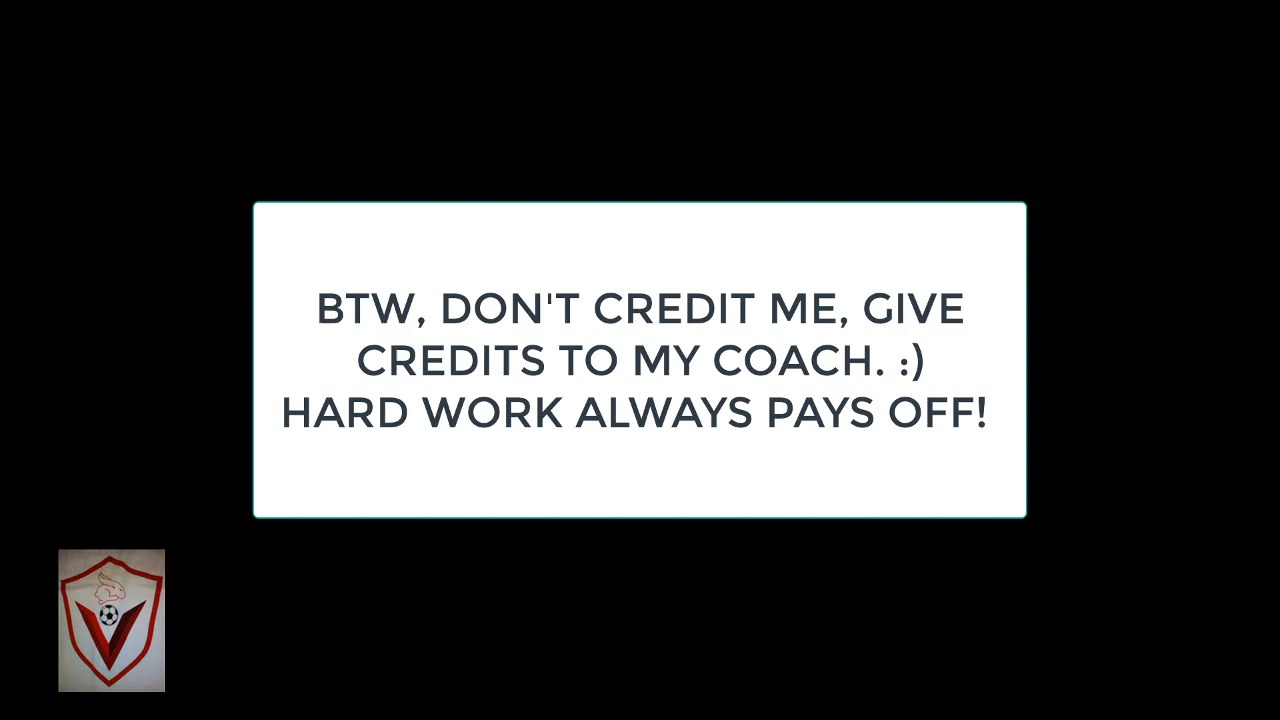 BTW, DON'T CREDIT ME, GIVE
CREDITS TO MY COACH. :)
HARD WORK ALWAYS PAYS OFF!
V